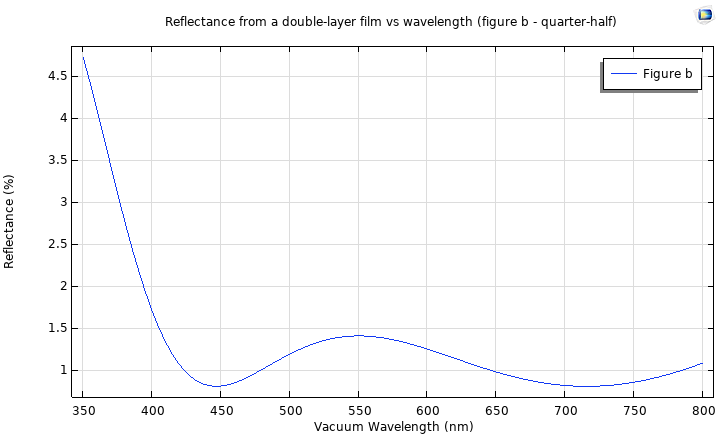 Reflectance from a double-layer film vs wavelength (figure b - quarter-half)
Figure b
Reflectance (%)
4.5
4
3.5
3
2.5
2
1.5
1
350 400 450 500 550 600 650 700 750 800
Vacuum Wavelength (nm)